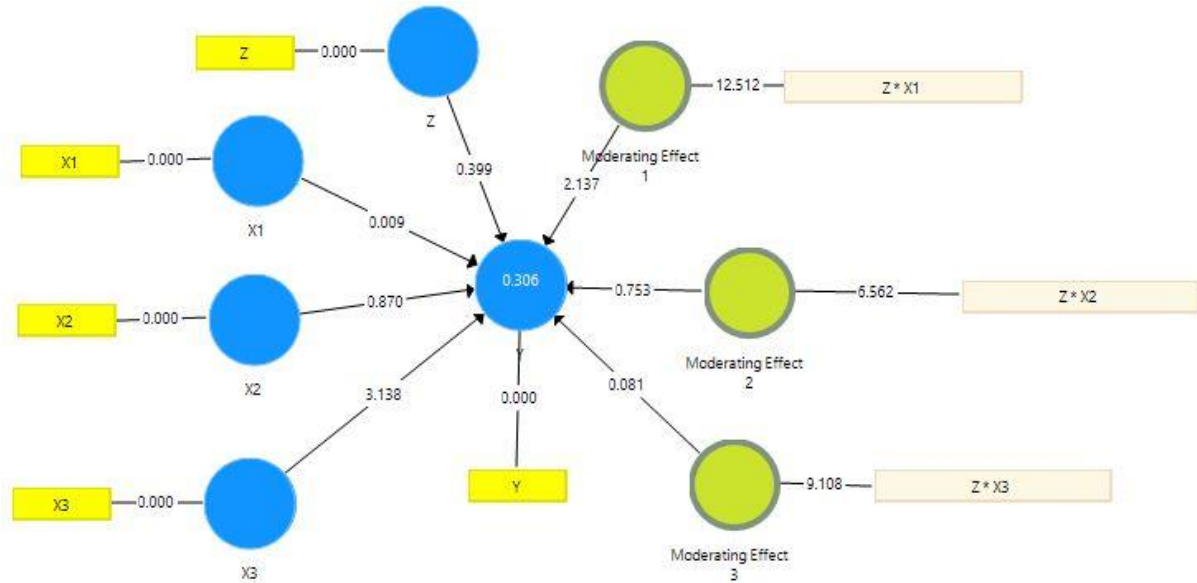 Z
0.000
Z
0.399
Moderating Effect
1
12.512
Z * X1
2.137
X1
0.000
X1
0.009
0.306
Y
X2
0.000
X2
0.870
0.753
Moderating Effect
2
6.562
Z * X2
X3
0.000
X3
3.138
0.000
Y
0.081
Moderating Effect
3
9.108
Z * X3